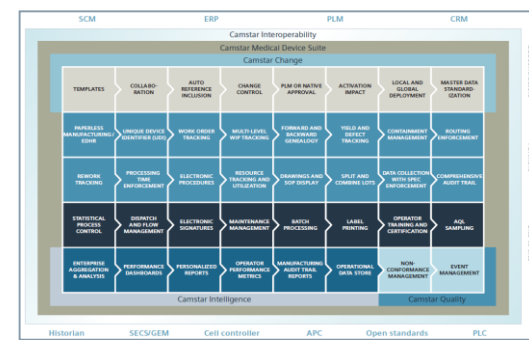 SCM ERP PLM CRM
Camstar Interoperability
Camstar Medical Device Suite
Camstar Change
TEMPLATES
COLLABO-
RATION
AUTO
REFERENCE
INCLUSION
CHANGE
CONTROL
PLM OR NATIVE
APPROVAL
ACTIVATION
IMPACT
LOCAL AND
GLOBAL
DEPLOYMENT
MASTER DATA
STANDARD-
IZATION
PAPERLESS
MANUFACTURING/
EDHR
UNIQUE DEVICE
IDENTIFIER (UDI)
WORK ORDER
TRACKING
MULTI-LEVEL
WIP TRACKING
FORWARD AND
BACKWARD
GENEALOGY
YIELD AND
DEFECT
TRACKING
CONTAINMENT
MANAGEMENT
ROUTING
ENFORCEMENT
REWORK
TRACKING
PROCESSING
TIME
ENFORCEMENT
ELECTRONIC
PROCEDURES
RESOURCE
TRACKING AND
UTILIZATION
DRAWINGS AND
SOP DISPLAY
SPLIT AND
COMBINE LOTS
DATA COLLECTION
WITH SPEC
ENFORCEMENT
COMPREHENSIVE
AUDIT TRAIL
STATISTICAL
PROCESS
CONTROL
DISPATCH
AND FLOW
MANAGEMENT
ELECTRONIC
SIGNATURES
MAINTENANCE
MANAGEMENT
BATCH
PROCESSING
LABEL
PRINTING
OPERATOR
TRAINING AND
CERTIFICATION
AQL
SAMPLING
ENTERPRISE
AGGREGATION
& ANALYSIS
PERFORMANCE
DASHBOARDS
PERSONALIZED
REPORTS
OPERATOR
PERFORMANCE
METRICS
MANUFACTURING
AUDIT TRAIL
REPORTS
OPERATIONAL
DATA STORE
NON-
CONFORMANCE
MANAGEMENT
EVENT
MANAGEMENT
Camstar Intelligence Camstar Quality
Historian SECS/GEM Cell controller APC Open standards PLC